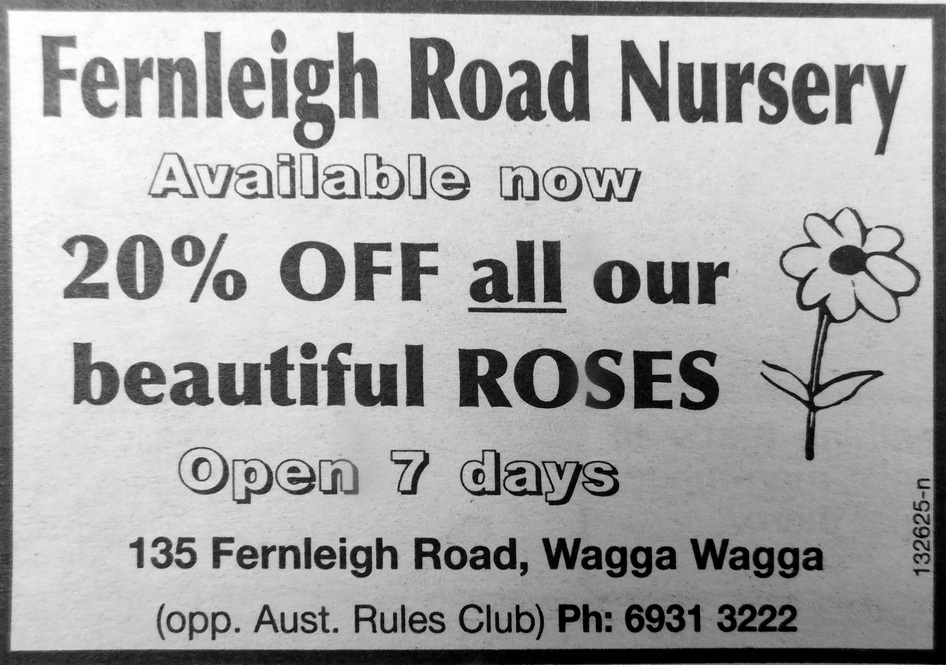 Fernleigh Road Nursery
Available now
20% OFF all our
beautiful ROSES
Open 7 days
135 Fernleigh Road, Wagga Wagga
(opp. Aust. Rules Club) Ph: 6931 3222
132625-n